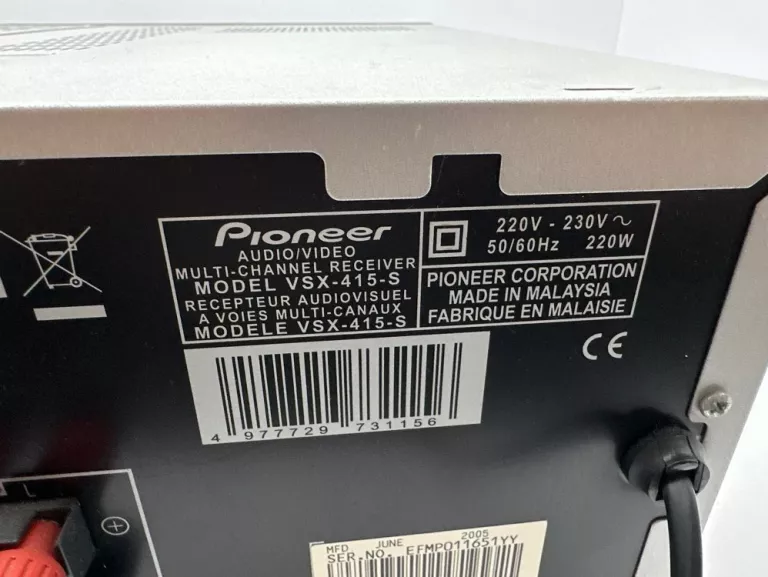 Pioneer
AUDIO/VIDEO
MULTI-CHANNEL RECEIVER
MODEL VSX-415-S
RECEPTEUR AUDIOVISUEL
A VOIES MULTI-CANAUX
MODELE VSX-415-S
220V - 230V ~
50/60Hz 220W
PIONEER CORPORATION
MADE IN MALAYSIA
FABRIQUE EN MALAISIE
CE
4 977729 731156
L
MFD JUNE 2005
SER.NO. EFMP011651YY